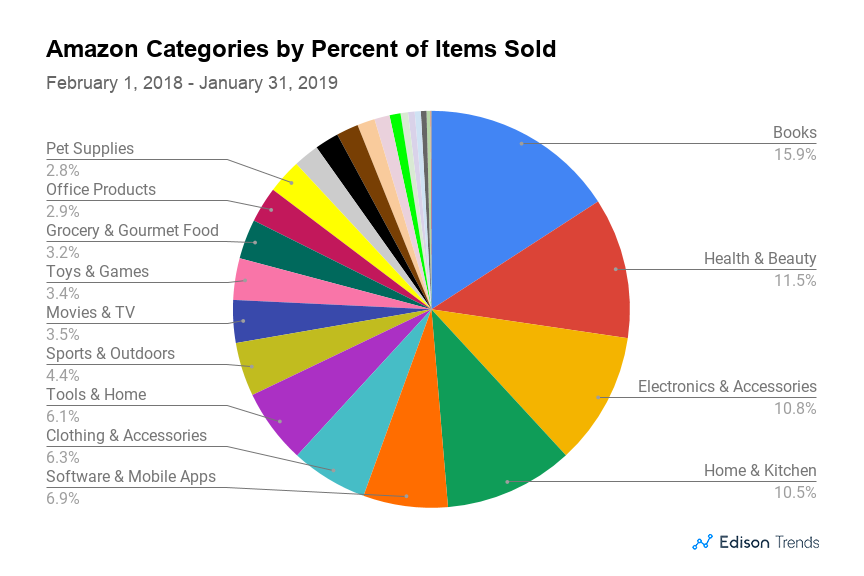 Amazon Categories by Percent of Items Sold
February 1, 2018 - January 31, 2019
Books
15.9%
Health & Beauty
11.5%
Electronics & Accessories
10.8%
Home & Kitchen
10.5%
Pet Supplies
2.8%
Office Products
2.9%
Grocery & Gourmet Food
3.2%
Toys & Games
3.4%
Movies & TV
3.5%
Sports & Outdoors
4.4%
Tools & Home
6.1%
Clothing & Accessories
6.3%
Software & Mobile Apps
6.9%
Edison Trends